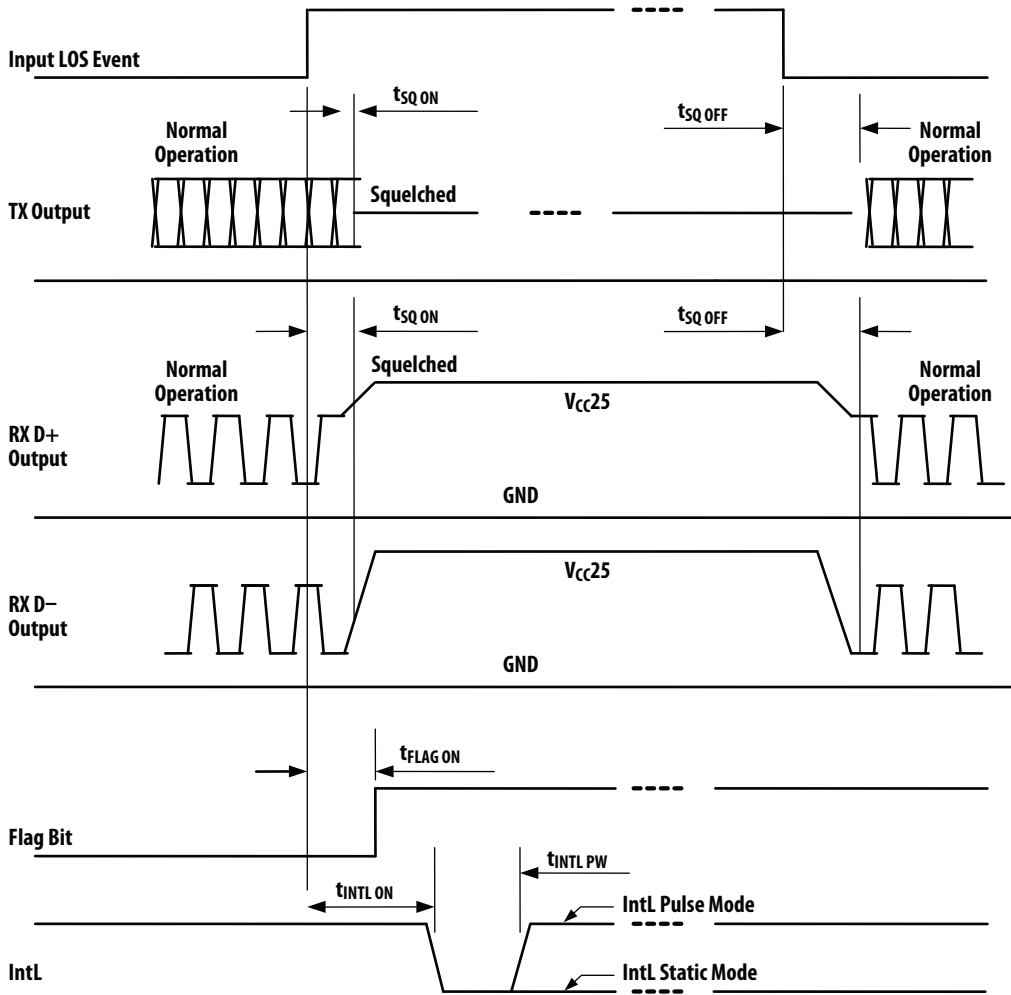 Input LOS Event
tSQ ON
tSQ OFF
Normal
Operation
Normal
Operation
TX Output
Squelched
tSQ ON
tSQ OFF
Squelched
Normal
Operation
Normal
Operation
VCC25
RX D+
Output
GND
VCC25
RX D–
Output
GND
tFLAG ON
Flag Bit
tINTL PW
tINTL ON
IntL Pulse Mode
IntL
IntL Static Mode